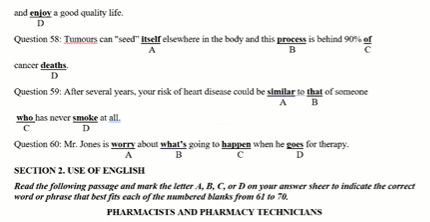 and enjoy a good quality life.
D
Question 58: Tumours can "seed" itself elsewhere in the body and this process is behind 90% of
A B C
cancer deaths.
D
Question 59: After several years, your risk of heart disease could be similar to that of someone
A B
who has never smoke at all.
C D
Question 60: Mr. Jones is worry about what's going to happen when he goes for therapy.
A B C D
SECTION 2. USE OF ENGLISH
Read the following passage and mark the letter A, B, C, or D on your answer sheer to indicate the correct
word or phrase that best fits each of the numbered blanks from 61 to 70.
PHARMACISTS AND PHARMACY TECHNICIANS